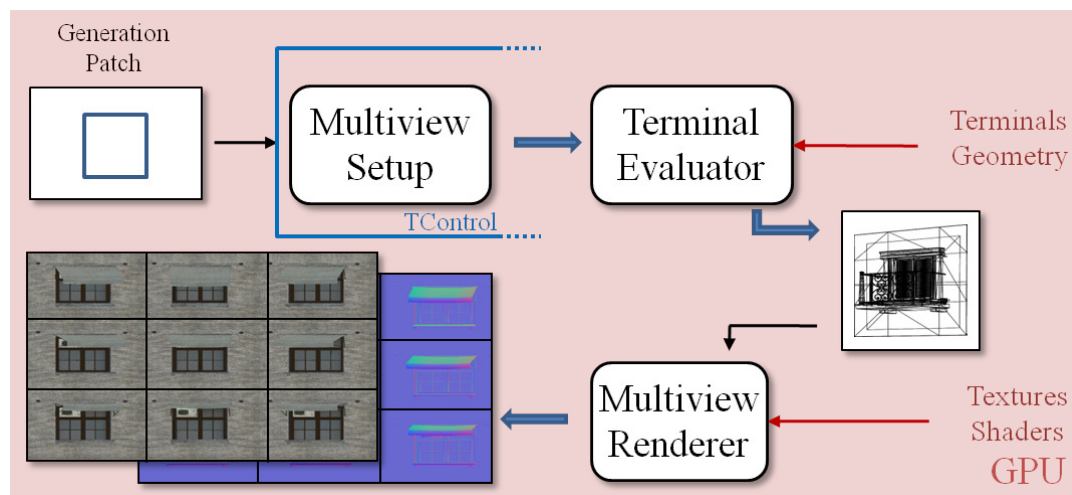 Generation
Patch
Multiview
Setup
TControl
Terminal
Evaluator
Terminals
Geometry
Multiview
Renderer
Textures
Shaders
GPU